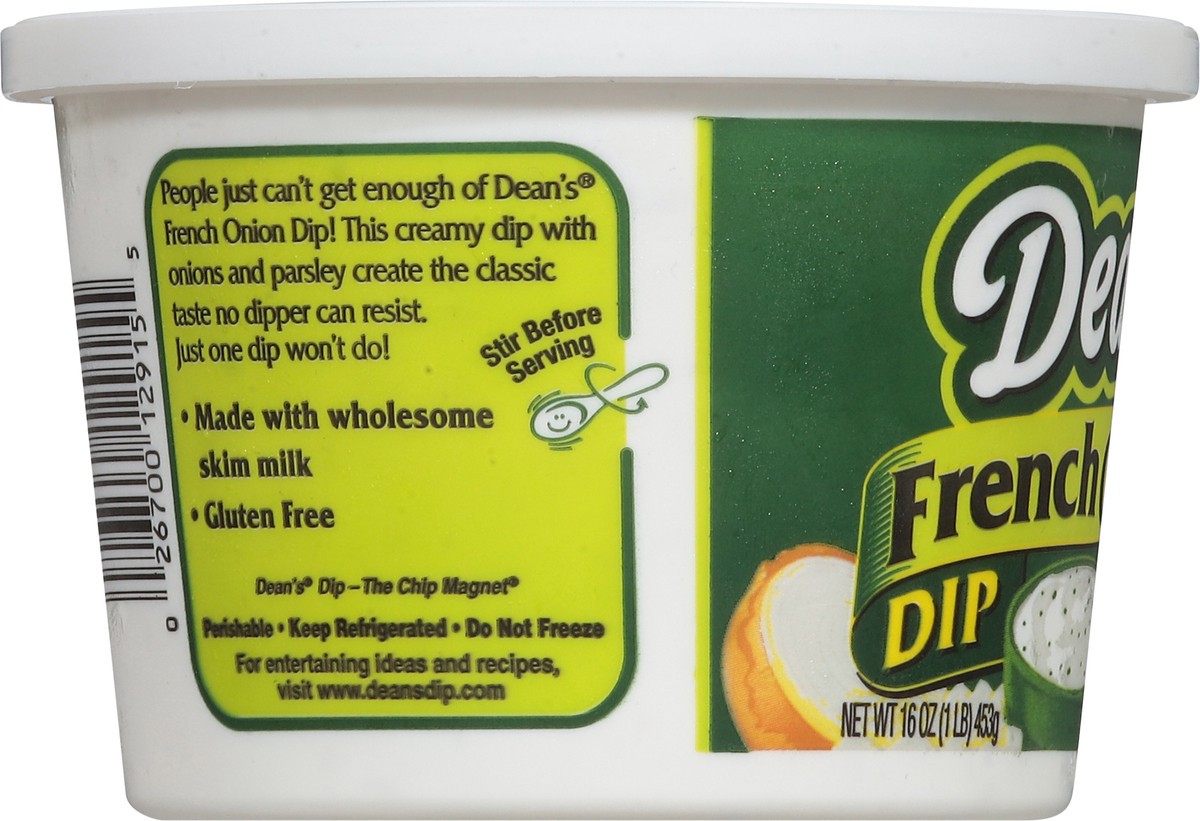 People just can't get enough of Dean's®
French Onion Dip! This creamy dip with
onions and parsley create the classic
taste no dipper can resist.
Just one dip won't do!
Stir Before
Serving
• Made with wholesome
skim milk
• Gluten Free
Dean's® Dip – The Chip Magnet®
Perishable • Keep Refrigerated • Do Not Freeze
For entertaining ideas and recipes,
visit www.deansdip.com
0 26700 12915 5
French
DIP
NET WT 16 OZ (1 LB) 453g